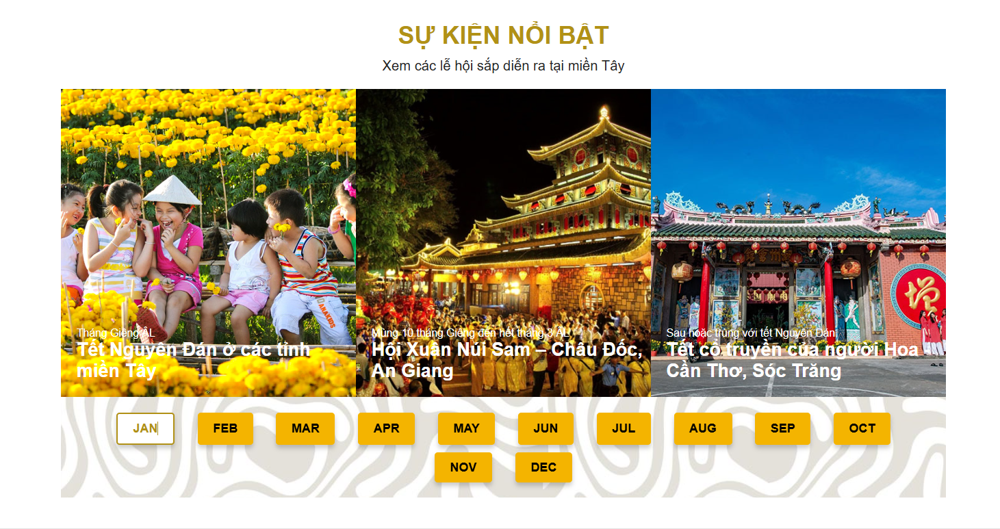 SỰ KIỆN NỔI BẬT
Xem các lễ hội sắp diễn ra tại miền Tây
Tháng Giêng ÂL
Tết Nguyên Đán ở các tỉnh
miền Tây
Mùng 10 tháng Giêng đến hết tháng 3 ÂL
Hội Xuân Núi Sam – Châu Đốc,
An Giang
Sau hoặc trùng với tết Nguyên Đán
Tết cổ truyền của người Hoa -
Cần Thơ, Sóc Trăng
JAN
FEB
MAR
APR
MAY
JUN
JUL
AUG
SEP
OCT
NOV
DEC